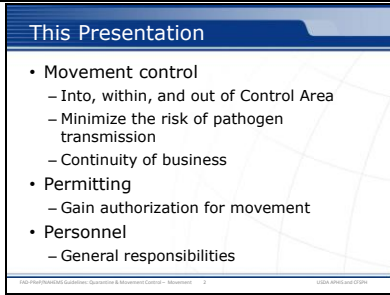 This Presentation
• Movement control
– Into, within, and out of Control Area
– Minimize the risk of pathogen
transmission
– Continuity of business
• Permitting
– Gain authorization for movement
• Personnel
– General responsibilities
FAD PReP/NAHEMS Guidelines: Quarantine & Movement Control – Movement 2 USDA APHIS and CFSPH